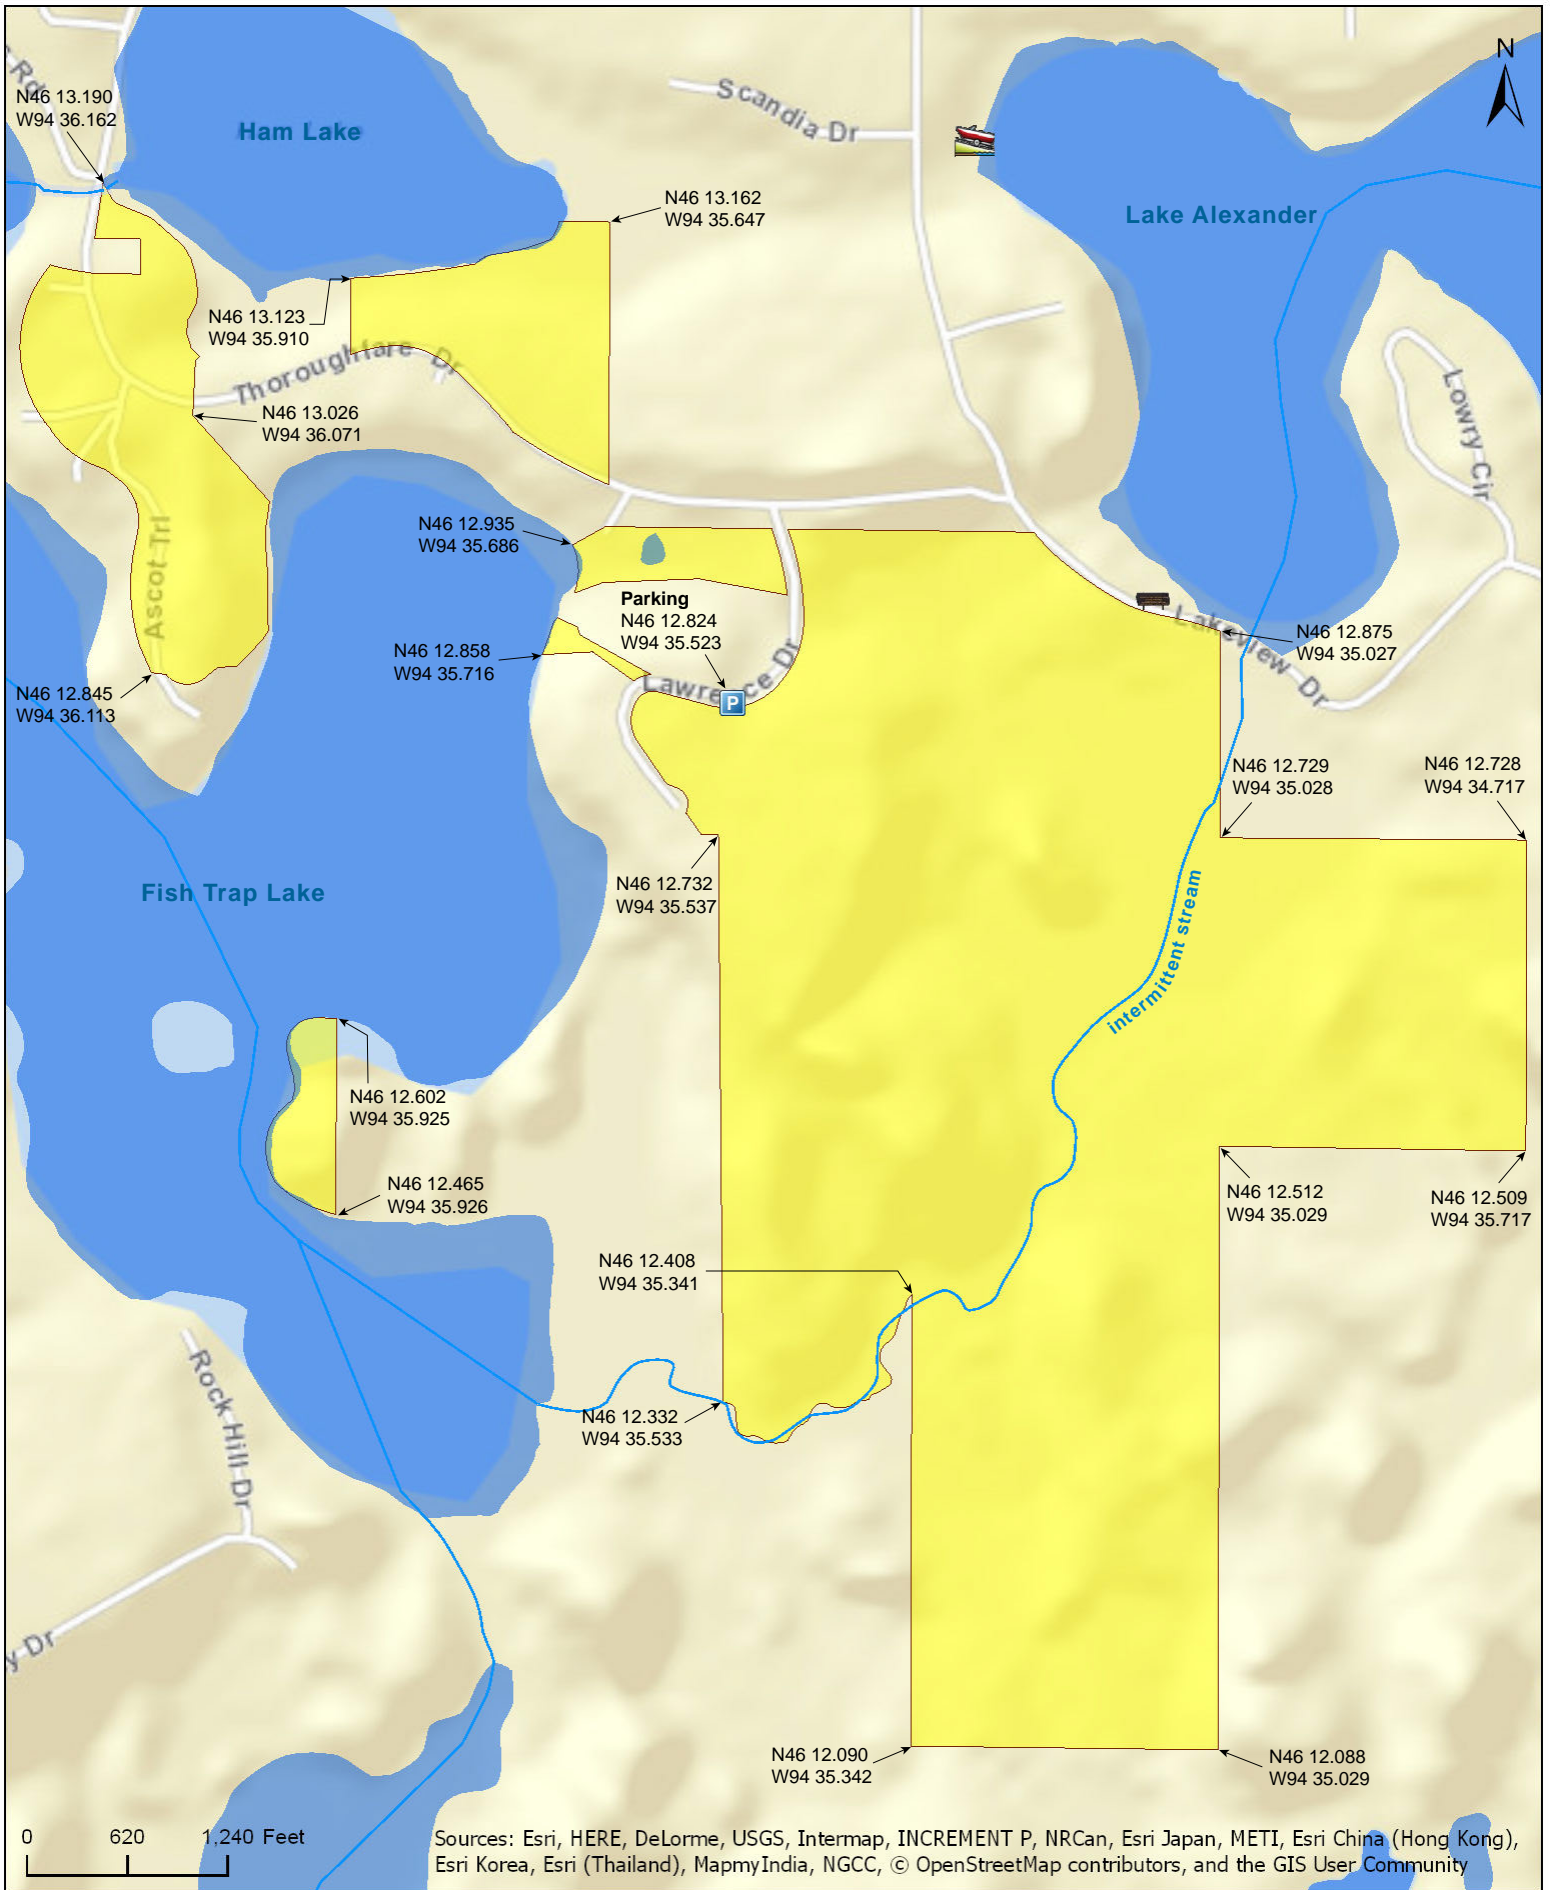 N
Rd
N46 13.190
W94 36.162
Ham Lake
Scandia Dr
N46 13.162
W94 35.647
Lake Alexander
N46 13.123
W94 35.910
Thoroughfare Dr
Lowry Cir
N46 13.026
W94 36.071
N46 12.935
W94 35.686
Ascot Trl
Parking
N46 12.824
W94 35.523
P
Lawrence Dr
Lakeview Dr
N46 12.875
W94 35.027
N46 12.858
W94 35.716
N46 12.845
W94 36.113
N46 12.729
W94 35.028
N46 12.728
W94 34.717
Fish Trap Lake
N46 12.732
W94 35.537
intermittent stream
N46 12.602
W94 35.925
N46 12.465
W94 35.926
N46 12.512
W94 35.029
N46 12.509
W94 35.717
N46 12.408
W94 35.341
Rock Hill Dr
N46 12.332
W94 35.533
y Dr
N46 12.090
W94 35.342
N46 12.088
W94 35.029
0 620 1,240 Feet
Sources: Esri, HERE, DeLorme, USGS, Intermap, INCREMENT P, NRCan, Esri Japan, METI, Esri China (Hong Kong),
Esri Korea, Esri (Thailand), MapmyIndia, NGCC, © OpenStreetMap contributors, and the GIS User Community